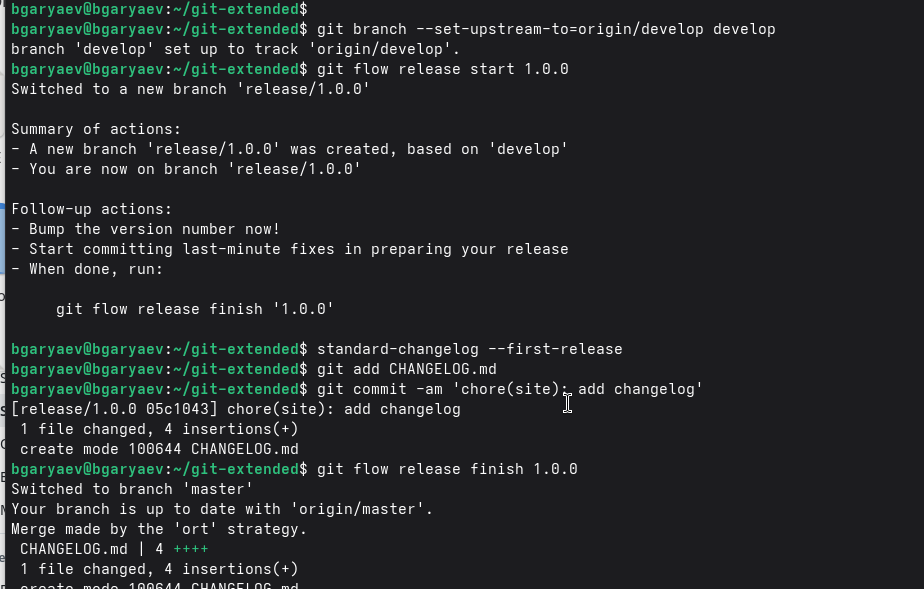 bgaryaev@bgaryaev:~/git-extended$
bgaryaev@bgaryaev:~/git-extended$ git branch --set-upstream-to=origin/develop develop
branch 'develop' set up to track 'origin/develop'.
bgaryaev@bgaryaev:~/git-extended$ git flow release start 1.0.0
Switched to a new branch 'release/1.0.0'
Summary of actions:
- A new branch 'release/1.0.0' was created, based on 'develop'
- You are now on branch 'release/1.0.0'
Follow-up actions:
- Bump the version number now!
- Start committing last-minute fixes in preparing your release
- When done, run:
git flow release finish '1.0.0'
bgaryaev@bgaryaev:~/git-extended$ standard-changelog --first-release
bgaryaev@bgaryaev:~/git-extended$ git add CHANGELOG.md
bgaryaev@bgaryaev:~/git-extended$ git commit -am 'chore(site): add changelog'
[release/1.0.0 05c1043] chore(site): add changelog
1 file changed, 4 insertions(+)
create mode 100644 CHANGELOG.md
bgaryaev@bgaryaev:~/git-extended$ git flow release finish 1.0.0
Switched to branch 'master'
Your branch is up to date with 'origin/master'.
Merge made by the 'ort' strategy.
CHANGELOG.md | 4 ++++
1 file changed, 4 insertions(+)
create mode 100644 CHANGELOG.md